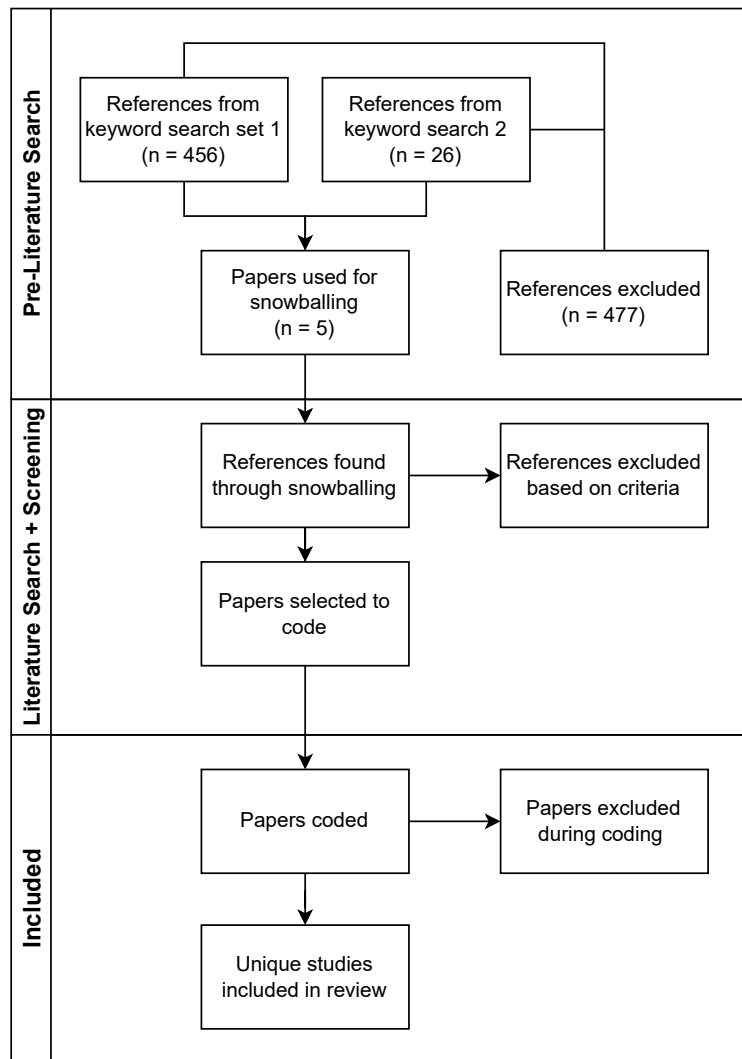 Pre-Literature Search
References from
keyword search set 1
(n = 456)
References from
keyword search 2
(n = 26)
Papers used for
snowballing
(n = 5)
References excluded
(n = 477)
Literature Search + Screening
References found
through snowballing
References excluded
based on criteria
Papers selected to
code
Included
Papers coded
Papers excluded
during coding
Unique studies
included in review